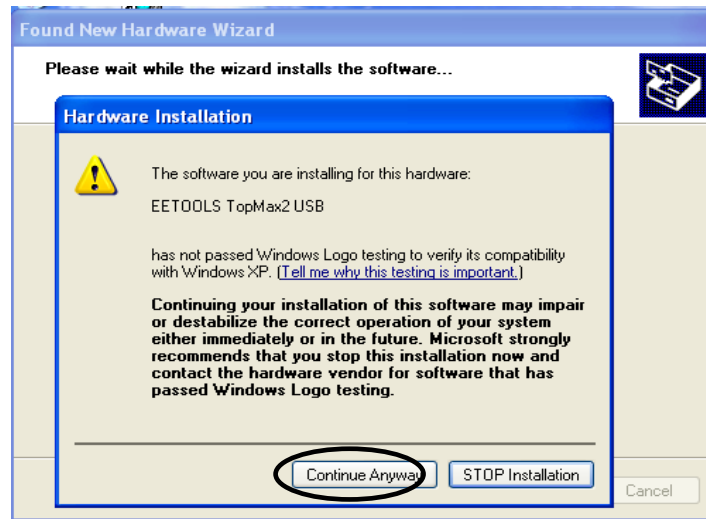 Found New Hardware Wizard
Please wait while the wizard installs the software...
Hardware Installation
The software you are installing for this hardware:
EETOOLS TopMax2 USB
has not passed Windows Logo testing to verify its compatibility
with Windows XP. (Tell me why this testing is important.)
Continuing your installation of this software may impair
or destabilize the correct operation of your system
either immediately or in the future. Microsoft strongly
recommends that you stop this installation now and
contact the hardware vendor for software that has
passed Windows Logo testing.
Continue Anyway
STOP Installation
Cancel